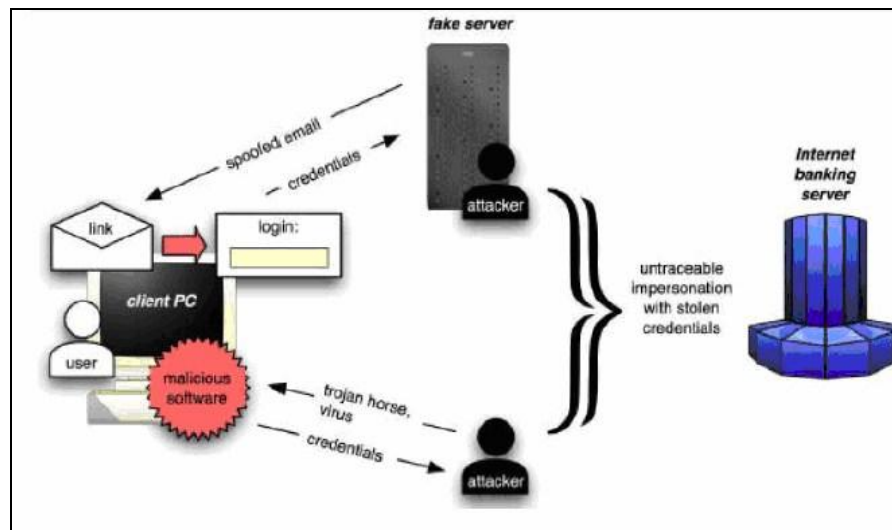 fake server
spoofed email
credentials
attacker
Internet
banking
server
link
login:
client PC
user
malicious
software
trojan horse,
virus
credentials
attacker
untraceable
impersonation
with stolen
credentials